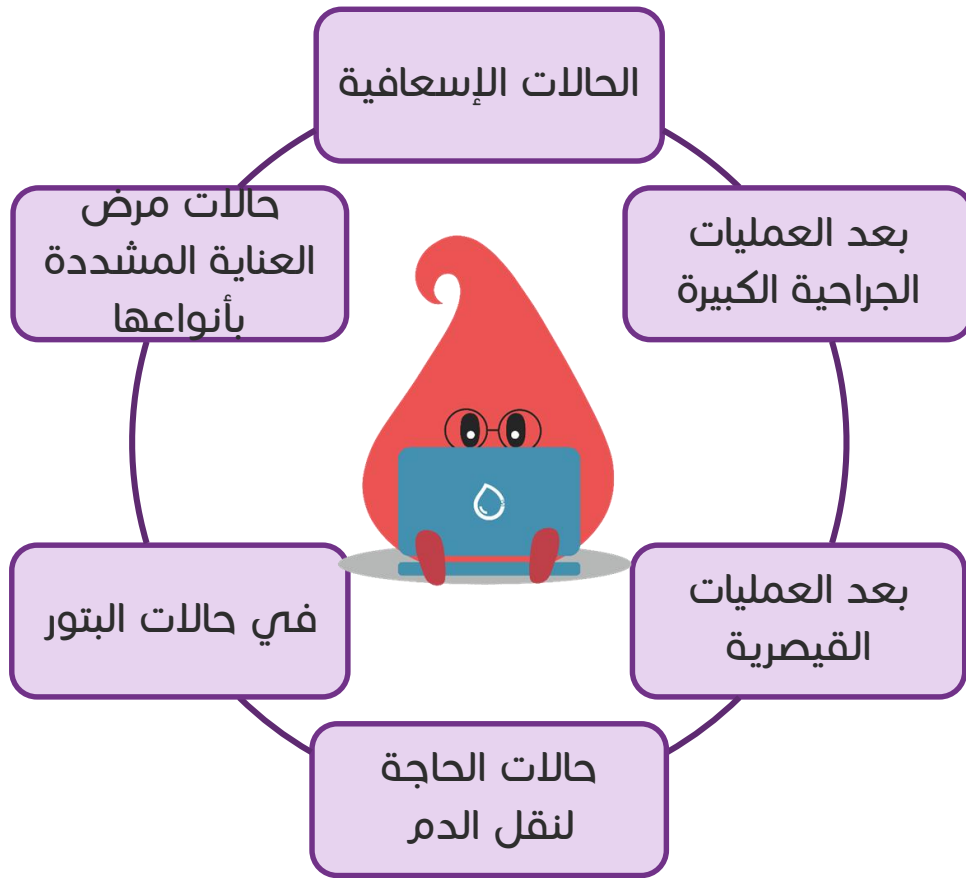 الحالات الإسعافية
بعد العمليات
الجراحية الكبيرة
بعد العمليات
القيصرية
حالات الحاجة
لنقل الدم
في حالات البتور
حالات مرض
العناية المشددة
بأنواعها